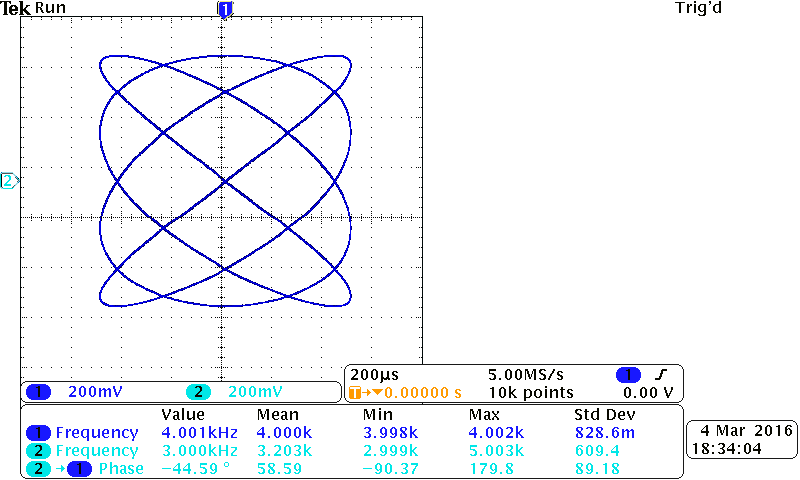 Tek Run 1 Trig'd
2
1 200mV 2 200mV
200µs 5.00MS/s 1
T→▼0.00000 s 10k points 0.00 V
Value Mean Min Max Std Dev
1 Frequency 4.001kHz 4.000k 3.998k 4.002k 828.6m
2 Frequency 3.000kHz 3.203k 2.999k 5.003k 609.4
2 →1 Phase −44.59 ° 58.59 −90.37 179.8 89.18
4 Mar 2016
18:34:04